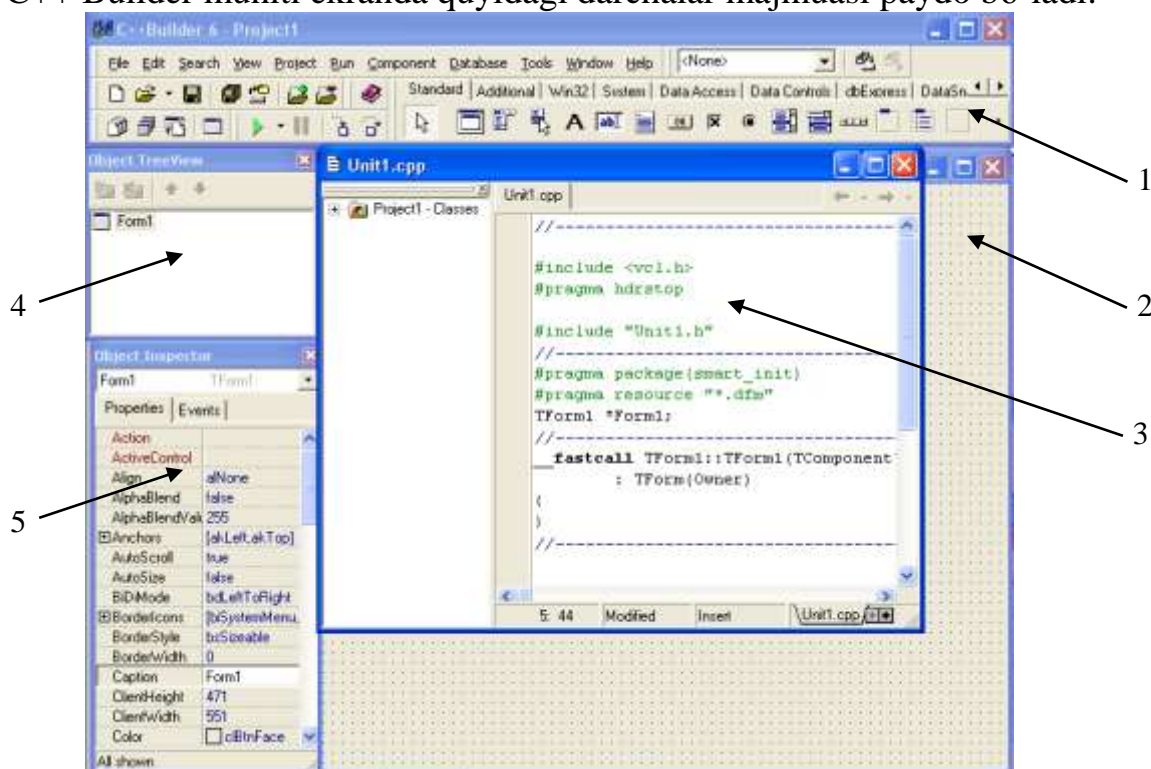 C++ Builder muhiti ekranda quyidagi darchalar majmuasi paydo bo'ladi:
C++Builder 6 - Project1
File Edit Search View Project Run Component Database Tools Window Help <None>
Standard Additional Win32 System Data Access Data Controls dbExpress DataSn
1
Object TreeView
Unit1.cpp
Project1 - Classes
Unit1.cpp
Form1
2
4
//----------------------------------
#include <vcl.h>
#pragma hdrstop
#include "Unit1.h"
//----------------------------------
#pragma package(smart_init)
#pragma resource "*.dfm"
TForm1 *Form1;
//----------------------------------
__fastcall TForm1::TForm1(TComponent
: TForm(Owner)
{
}
//----------------------------------
3
5: 44 Modified Insert Unit1.cpp
Object Inspector
Form1 TForm1
Properties Events
Action
ActiveControl
Align alNone
AlphaBlend false
AlphaBlendVal 255
Anchors [akLeft,akTop]
AutoScroll true
AutoSize false
BiDiMode bdLeftToRight
BorderIcons [biSystemMenu,
BorderStyle bsSizeable
BorderWidth 0
Caption Form1
ClientHeight 471
ClientWidth 551
Color clBtnFace
All shown
5